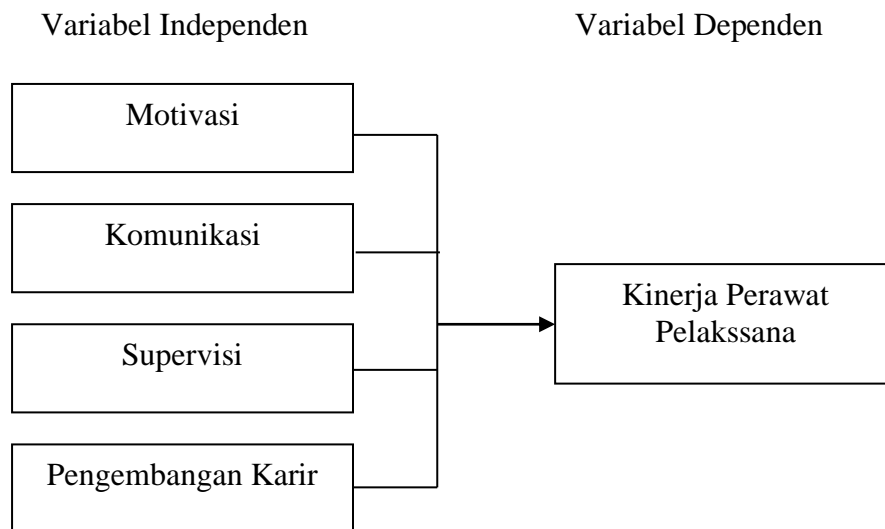 Variabel Independen
Variabel Dependen
Motivasi
Komunikasi
Supervisi
Pengembangan Karir
Kinerja Perawat
Pelakssana